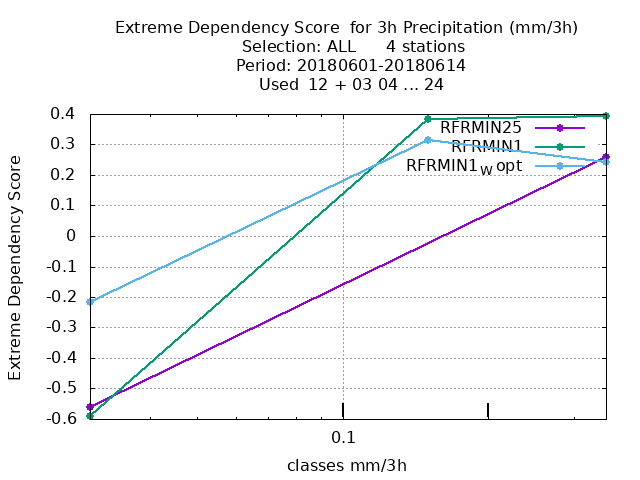 Extreme Dependency Score  for 3h Precipitation (mm/3h)
Selection: ALL      4 stations
Period: 20180601-20180614
Used  12 + 03 04 ... 24
Extreme Dependency Score
0.4
0.3
0.2
0.1
0
-0.1
-0.2
-0.3
-0.4
-0.5
-0.6
RFRMIN25
RFRMIN1
RFRMIN1w opt
0.1
classes mm/3h